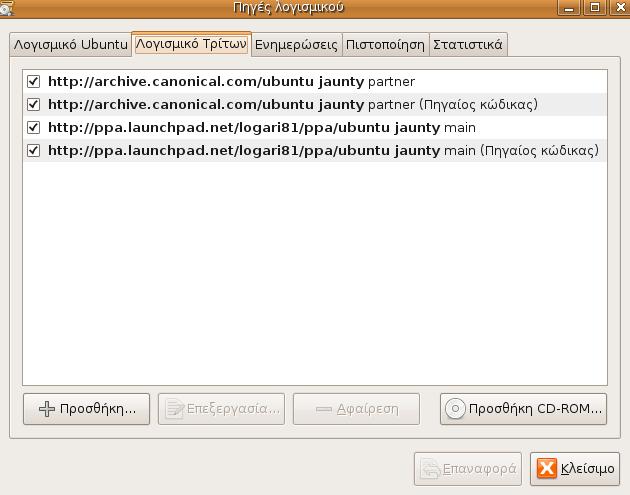 Πηγές λογισμικού
Λογισμικό Ubuntu Λογισμικό Τρίτων Ενημερώσεις Πιστοποίηση Στατιστικά
http://archive.canonical.com/ubuntu jaunty partner
http://archive.canonical.com/ubuntu jaunty partner (Πηγαίος κώδικας)
http://ppa.launchpad.net/logari81/ppa/ubuntu jaunty main
http://ppa.launchpad.net/logari81/ppa/ubuntu jaunty main (Πηγαίος κώδικας)
Προσθήκη... Επεξεργασία... Αφαίρεση Προσθήκη CD-ROM...
Επαναφορά Κλείσιμο